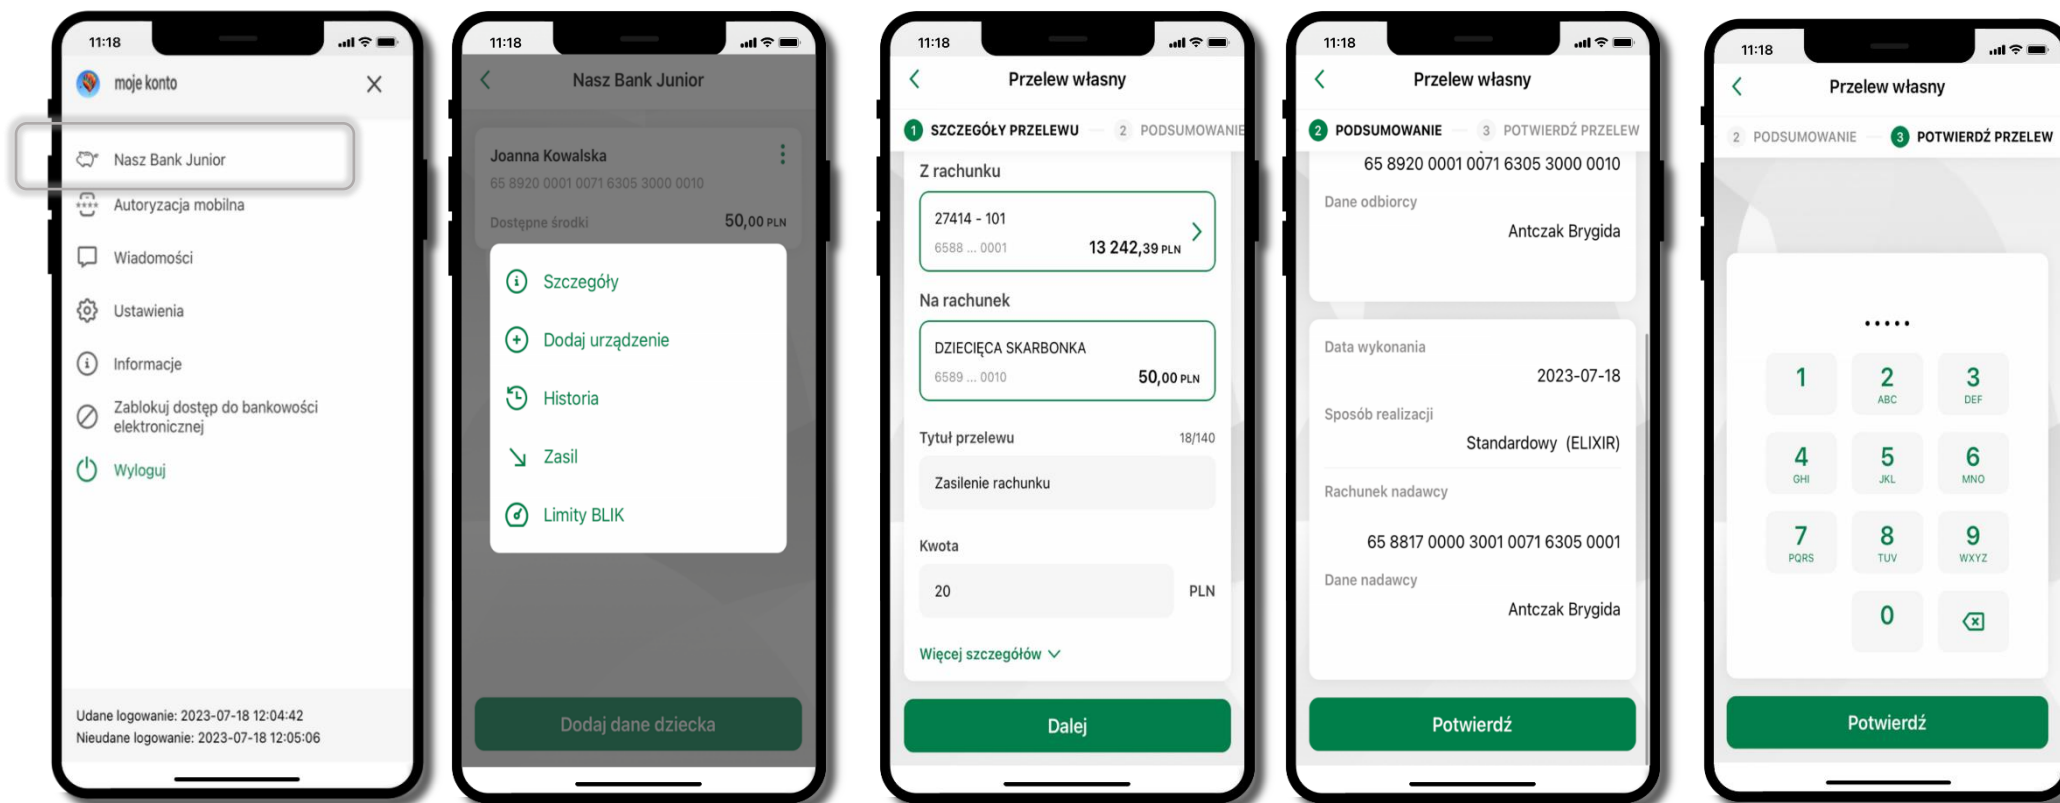 11:18
moje konto
Nasz Bank Junior
Autoryzacja mobilna
Wiadomości
Ustawienia
Informacje
Zablokuj dostęp do bankowości
elektronicznej
Wyloguj
Udane logowanie: 2023-07-18 12:04:42
Nieudane logowanie: 2023-07-18 12:05:06
11:18
Nasz Bank Junior
Joanna Kowalska
65 8920 0001 0071 6305 3000 0010
Dostępne środki 50,00 PLN
Szczegóły
Dodaj urządzenie
Historia
Zasil
Limity BLIK
Dodaj dane dziecka
11:18
Przelew własny
1 SZCZEGÓŁY PRZELEWU 2 PODSUMOWANIE
Z rachunku
27414 - 101
6588 ... 0001 13 242,39 PLN
Na rachunek
DZIECIĘCA SKARBONKA
6589 ... 0010 50,00 PLN
Tytuł przelewu 18/140
Zasilenie rachunku
Kwota
20 PLN
Więcej szczegółów
Dalej
11:18
Przelew własny
2 PODSUMOWANIE 3 POTWIERDŹ PRZELEW
65 8920 0001 0071 6305 3000 0010
Dane odbiorcy
Antczak Brygida
Data wykonania
2023-07-18
Sposób realizacji
Standardowy (ELIXIR)
Rachunek nadawcy
65 8817 0000 3001 0071 6305 0001
Dane nadawcy
Antczak Brygida
Potwierdź
11:18
Przelew własny
2 PODSUMOWANIE 3 POTWIERDŹ PRZELEW
.....
1 2 3
ABC DEF
4 5 6
GHI JKL MNO
7 8 9
PQRS TUV WXYZ
0
Potwierdź